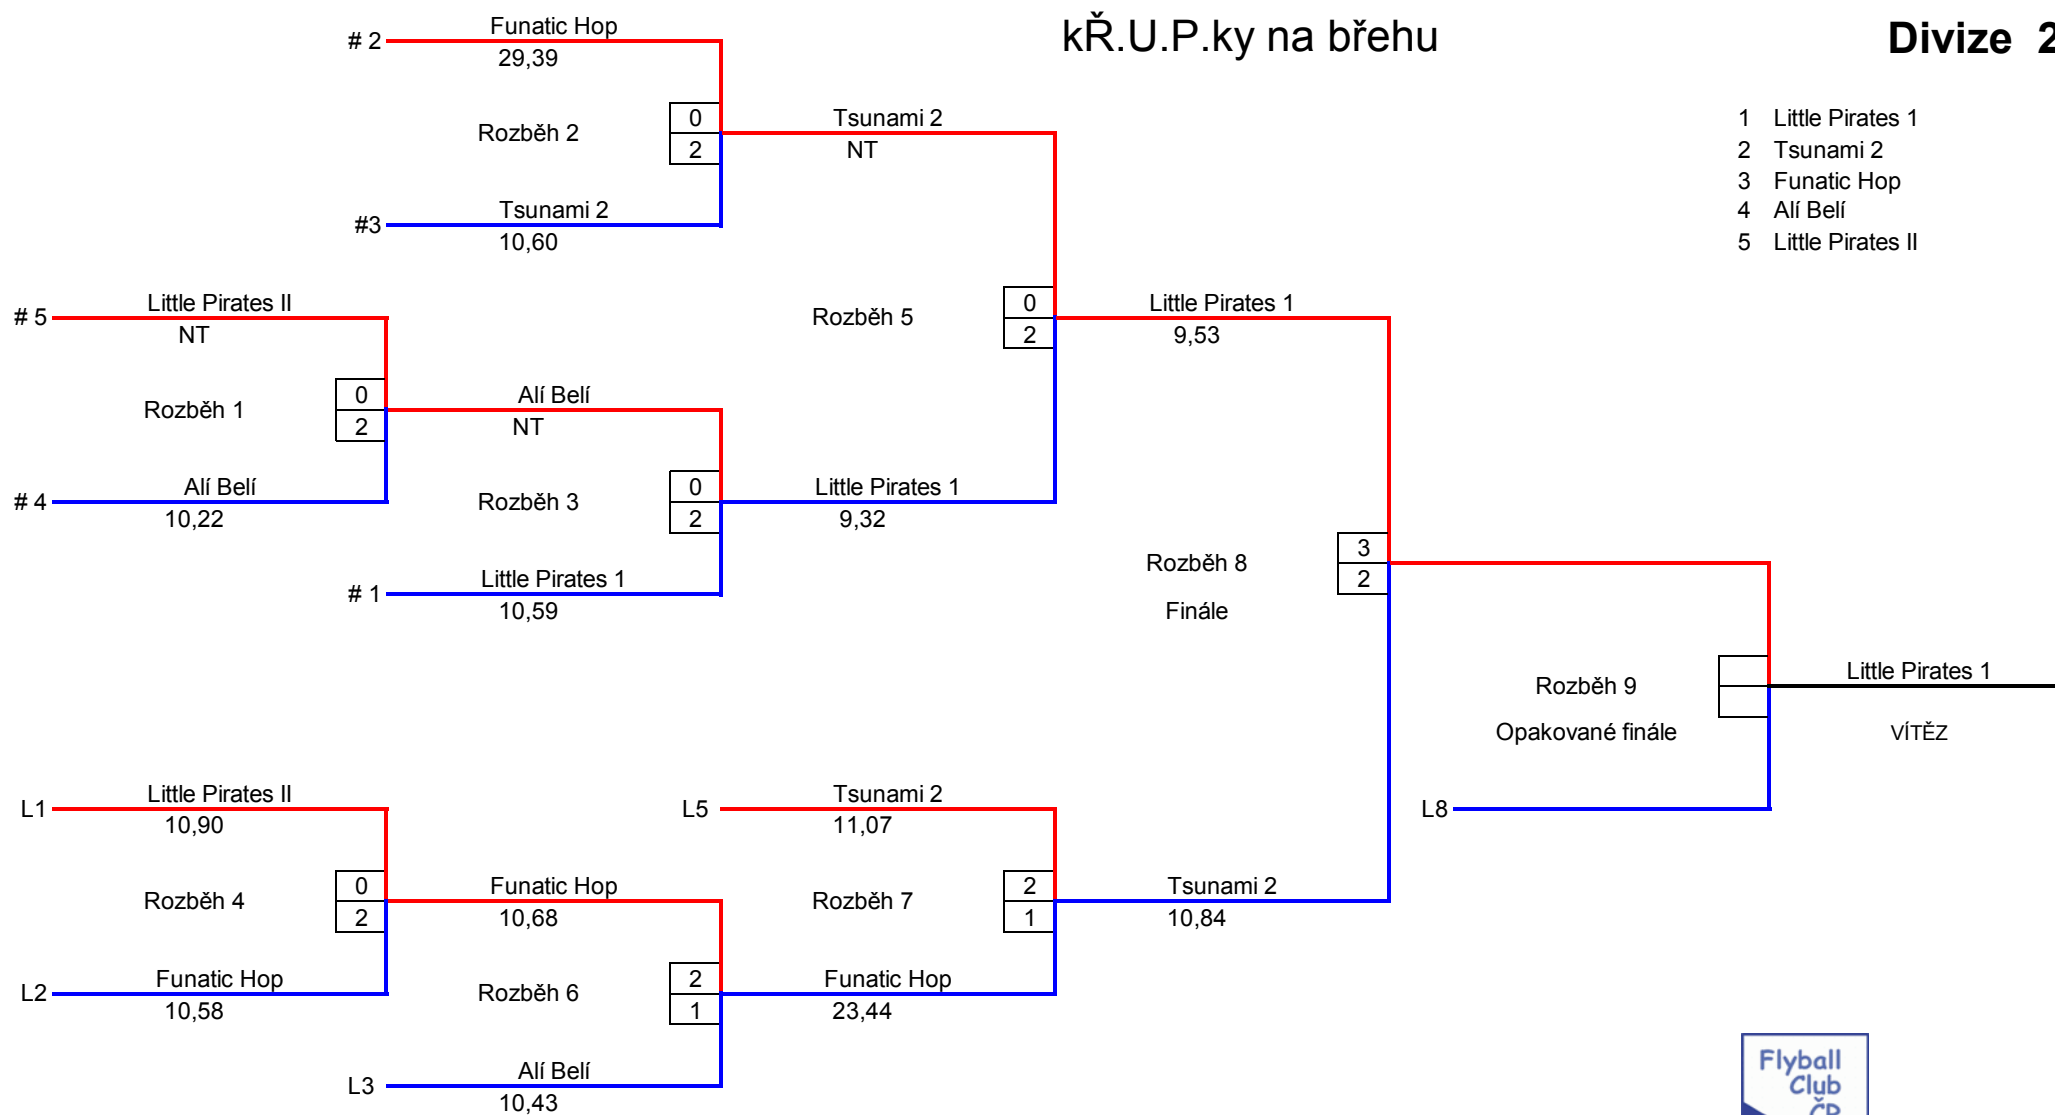 kŘ.U.P.ky na břehu
Divize 2
1 Little Pirates 1
2 Tsunami 2
3 Funatic Hop
4 Alí Belí
5 Little Pirates II
# 2 Funatic Hop
29,39
Rozběh 2
0
2
#3 Tsunami 2
10,60
Tsunami 2
NT
# 5 Little Pirates II
NT
Rozběh 1
0
2
# 4 Alí Belí
10,22
Alí Belí
NT
Rozběh 3
0
2
# 1 Little Pirates 1
10,59
Rozběh 5
0
2
Little Pirates 1
9,32
Little Pirates 1
9,53
Rozběh 8
Finále
3
2
Rozběh 9
Opakované finále
Little Pirates 1
VÍTĚZ
L8
L1 Little Pirates II
10,90
Rozběh 4
0
2
L2 Funatic Hop
10,58
Funatic Hop
10,68
Rozběh 6
2
1
L3 Alí Belí
10,43
L5 Tsunami 2
11,07
Rozběh 7
2
1
Funatic Hop
23,44
Tsunami 2
10,84
Flyball
Club
ČR